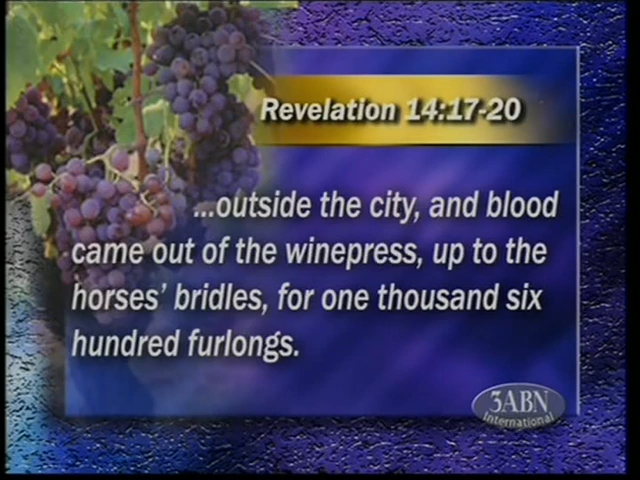 Revelation 14:17-20
...outside the city, and blood
came out of the winepress, up to the
horses’ bridles, for one thousand six
hundred furlongs.
3ABN
International